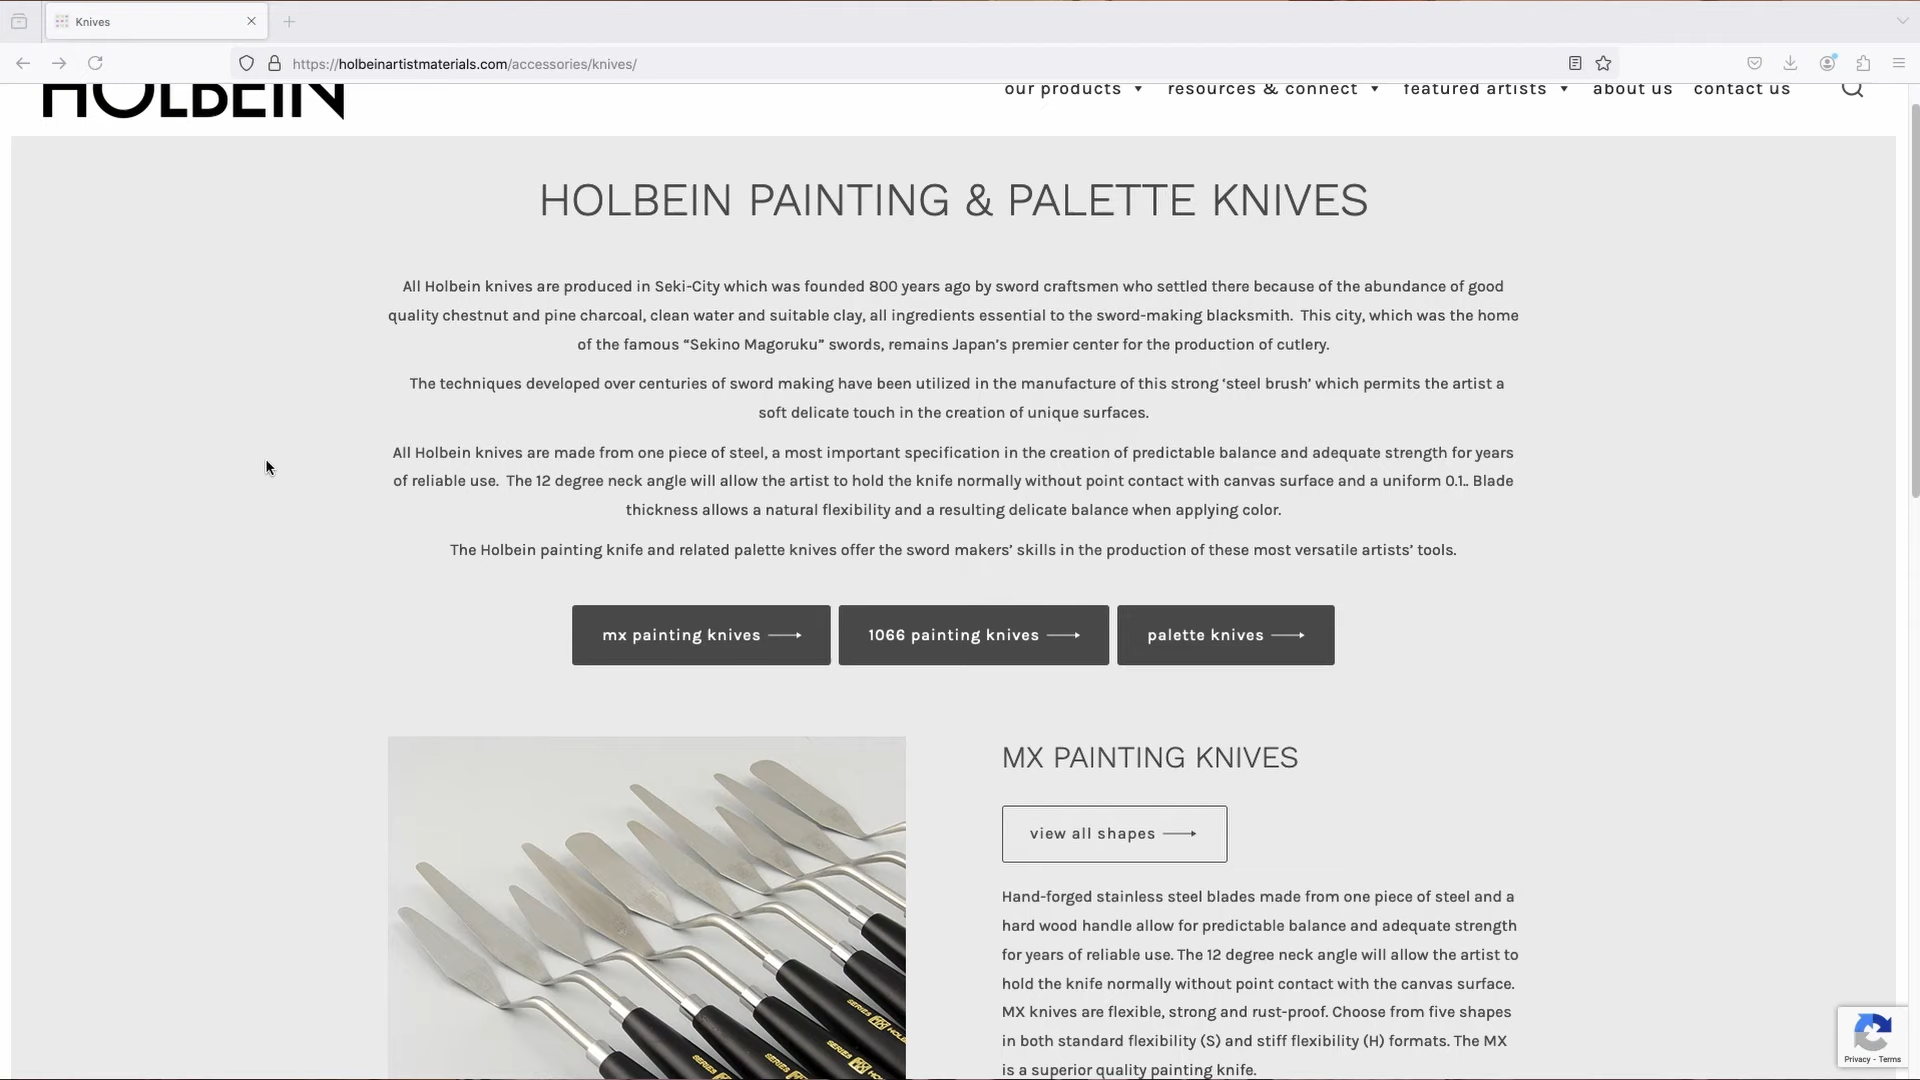 Knives
https://holbeinartistmaterials.com/accessories/knives/
HOLBEIN
our products
resources & connect
featured artists
about us
contact us
HOLBEIN PAINTING & PALETTE KNIVES
All Holbein knives are produced in Seki-City which was founded 800 years ago by sword craftsmen who settled there because of the abundance of good
quality chestnut and pine charcoal, clean water and suitable clay, all ingredients essential to the sword-making blacksmith.  This city, which was the home
of the famous “Sekino Magoruku” swords, remains Japan’s premier center for the production of cutlery.
The techniques developed over centuries of sword making have been utilized in the manufacture of this strong ‘steel brush’ which permits the artist a
soft delicate touch in the creation of unique surfaces.
All Holbein knives are made from one piece of steel, a most important specification in the creation of predictable balance and adequate strength for years
of reliable use.  The 12 degree neck angle will allow the artist to hold the knife normally without point contact with canvas surface and a uniform 0.1.. Blade
thickness allows a natural flexibility and a resulting delicate balance when applying color.
The Holbein painting knife and related palette knives offer the sword makers’ skills in the production of these most versatile artists’ tools.
mx painting knives
1066 painting knives
palette knives
MX PAINTING KNIVES
view all shapes
Hand-forged stainless steel blades made from one piece of steel and a
hard wood handle allow for predictable balance and adequate strength
for years of reliable use. The 12 degree neck angle will allow the artist to
hold the knife normally without point contact with the canvas surface.
MX knives are flexible, strong and rust-proof. Choose from five shapes
in both standard flexibility (S) and stiff flexibility (H) formats. The MX
is a superior quality painting knife.
SERIES MX HOL
SERIES MX HO
SERIES
SERIES
Privacy - Terms